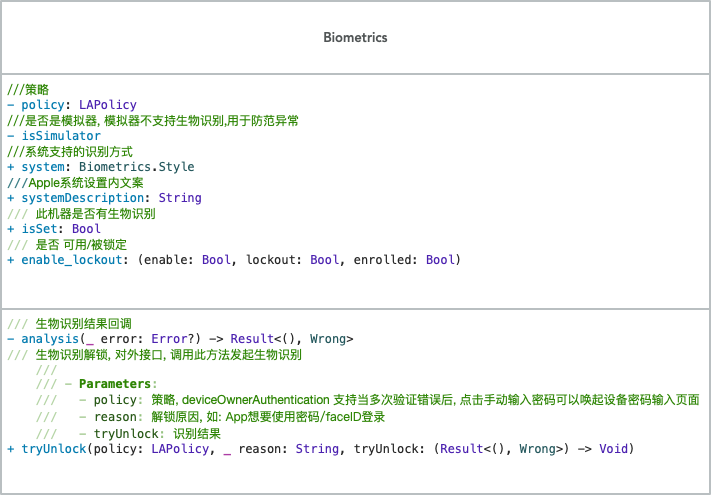 Biometrics
///策略
- policy: LAPolicy
///是否是模拟器, 模拟器不支持生物识别,用于防范异常
- isSimulator
///系统支持的识别方式
+ system: Biometrics.Style
///Apple系统设置内文案
+ systemDescription: String
/// 此机器是否有生物识别
+ isSet: Bool
/// 是否 可用/被锁定
+ enable_lockout: (enable: Bool, lockout: Bool, enrolled: Bool)
/// 生物识别结果回调
- analysis(_ error: Error?) -> Result<(), Wrong>
/// 生物识别解锁, 对外接口, 调用此方法发起生物识别
///
/// - Parameters:
///   - policy: 策略, deviceOwnerAuthentication 支持当多次验证错误后, 点击手动输入密码可以唤起设备密码输入页面
///   - reason: 解锁原因, 如: App想要使用密码/faceID登录
///   - tryUnlock: 识别结果
+ tryUnlock(policy: LAPolicy, _ reason: String, tryUnlock: (Result<(), Wrong>) -> Void)